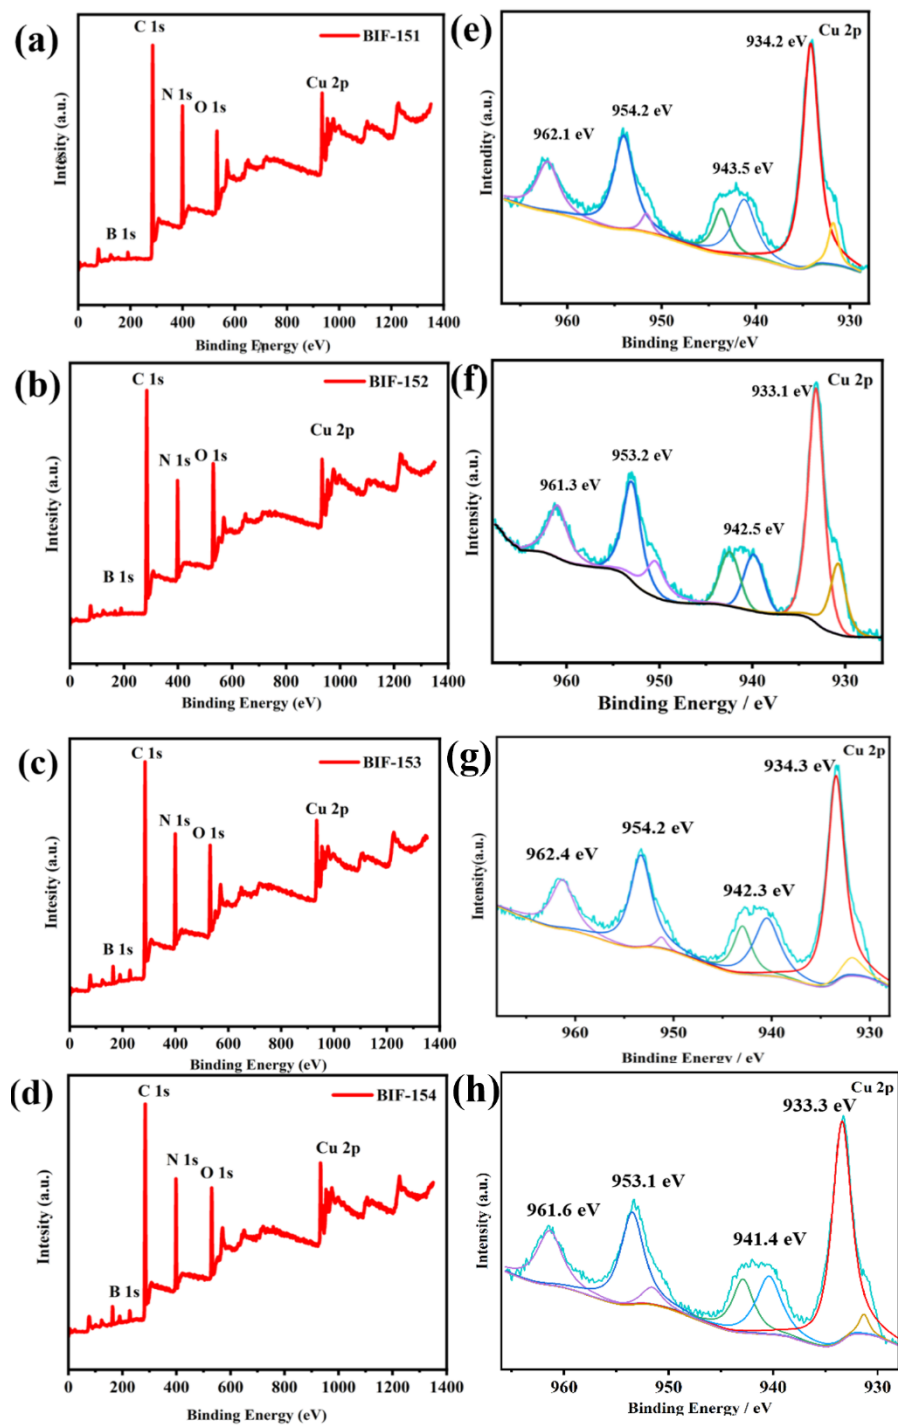 (a)
C 1s
BIF-151
N 1s
O 1s
Cu 2p
B 1s
Intesity (a.u.)
0 200 400 600 800 1000 1200 1400
Binding Energy (eV)
(e)
934.2 eV
Cu 2p
954.2 eV
962.1 eV
943.5 eV
Intendity (a.u.)
960 950 940 930
Binding Energy/eV
(b)
C 1s
BIF-152
N 1s
O 1s
Cu 2p
B 1s
Intesity (a.u.)
0 200 400 600 800 1000 1200 1400
Binding Energy (eV)
(f)
Cu 2p
933.1 eV
953.2 eV
961.3 eV
942.5 eV
Intensity (a.u.)
960 950 940 930
Binding Energy / eV
(c)
C 1s
BIF-153
N 1s
O 1s
Cu 2p
B 1s
Intesity (a.u.)
0 200 400 600 800 1000 1200 1400
Binding Energy (eV)
(g)
Cu 2p
934.3 eV
954.2 eV
962.4 eV
942.3 eV
Intensity(a.u.)
960 950 940 930
Binding Energy / eV
(d)
C 1s
BIF-154
N 1s
O 1s
Cu 2p
B 1s
Intesity (a.u.)
0 200 400 600 800 1000 1200 1400
Binding Energy (eV)
(h)
Cu 2p
933.3 eV
953.1 eV
961.6 eV
941.4 eV
Intensity (a.u.)
960 950 940 930
Binding Energy / eV